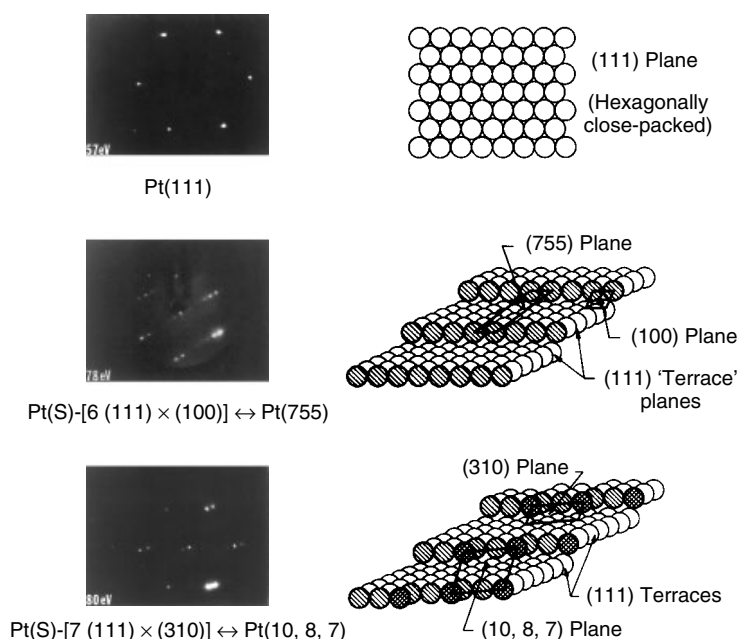 57eV
Pt(111)
(111) Plane
(Hexagonally
close-packed)
78eV
Pt(S)-[6 (111) × (100)] ↔ Pt(755)
(755) Plane
(100) Plane
(111) ‘Terrace’
planes
80eV
Pt(S)-[7 (111) × (310)] ↔ Pt(10, 8, 7)
(310) Plane
(111) Terraces
(10, 8, 7) Plane